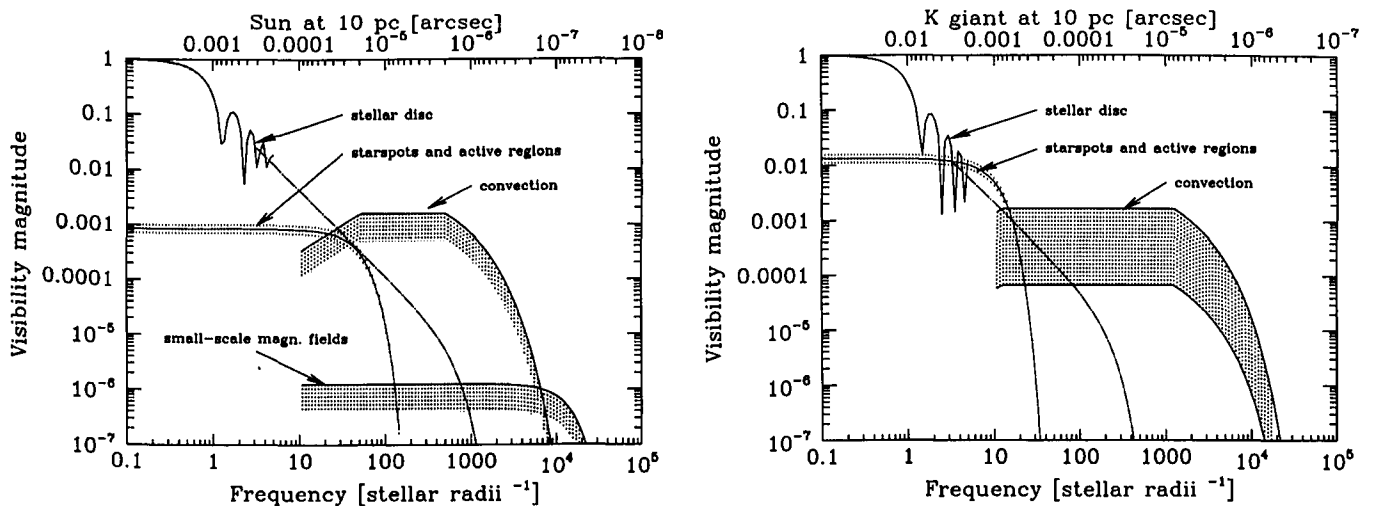 Sun at 10 pc [arcsec]
0.001 0.0001 10⁻⁵ 10⁻⁶ 10⁻⁷ 10⁻⁸
1
0.1
0.01
0.001
0.0001
10⁻⁵
10⁻⁶
10⁻⁷
Visibility magnitude
stellar disc
starspots and active regions
convection
small-scale magn. fields
0.1 1 10 100 1000 10⁴ 10⁵
Frequency [stellar radii ⁻¹]
K giant at 10 pc [arcsec]
0.01 0.001 0.0001 10⁻⁵ 10⁻⁶ 10⁻⁷
1
0.1
0.01
0.001
0.0001
10⁻⁵
10⁻⁶
10⁻⁷
Visibility magnitude
stellar disc
starspots and active regions
convection
0.1 1 10 100 1000 10⁴ 10⁵
Frequency [stellar radii ⁻¹]